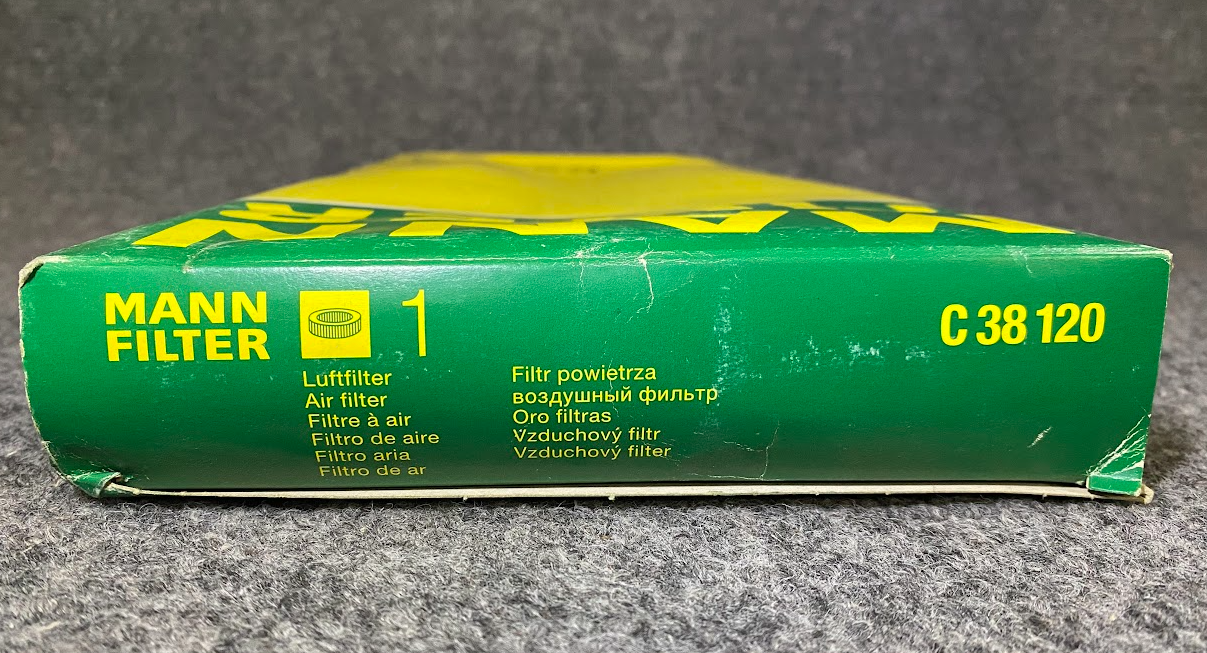 MANN
FILTER
1
C 38 120
Luftfilter
Air filter
Filtre à air
Filtro de aire
Filtro aria
Filtro de ar
Filtr powietrza
воздушный фильтр
Oro filtras
Vzduchový filtr
Vzduchový filter
MANN